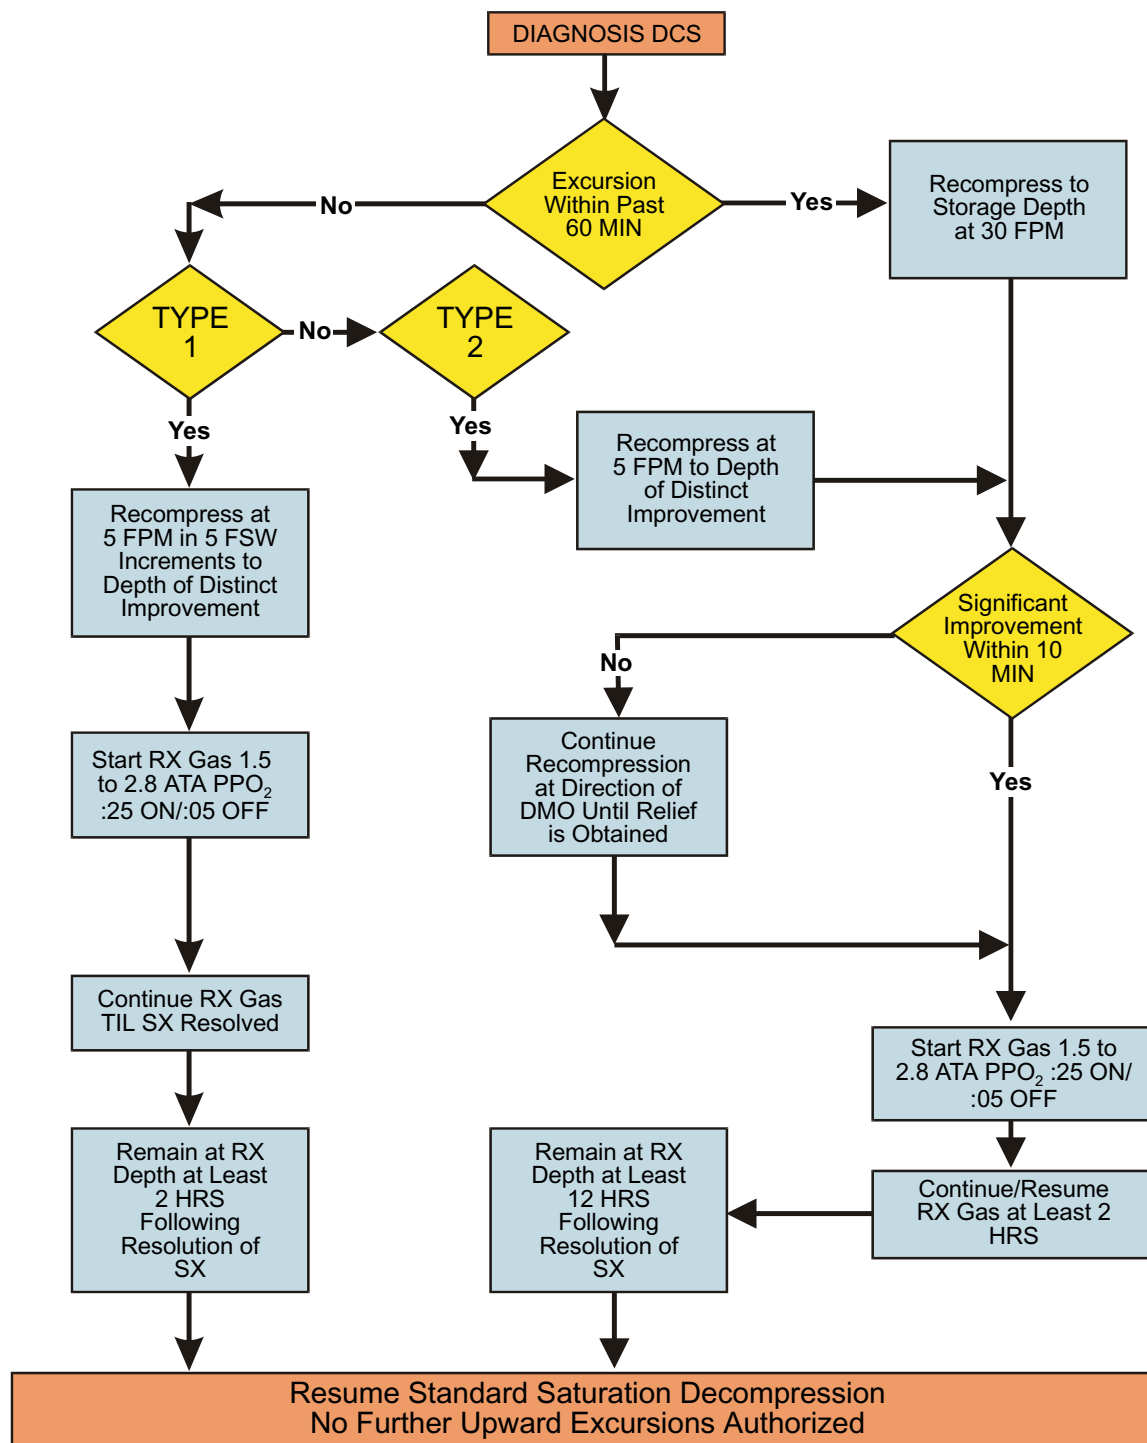 DIAGNOSIS DCS
Excursion
Within Past
60 MIN
No
Yes
Recompress to
Storage Depth
at 30 FPM
TYPE
1
No
TYPE
2
Yes
Yes
Recompress at
5 FPM to Depth
of Distinct
Improvement
Recompress at
5 FPM in 5 FSW
Increments to
Depth of Distinct
Improvement
Significant
Improvement
Within 10
MIN
No
Yes
Continue
Recompression
at Direction of
DMO Until Relief
is Obtained
Start RX Gas 1.5
to 2.8 ATA PPO₂
:25 ON/:05 OFF
Continue RX Gas
TIL SX Resolved
Start RX Gas 1.5 to
2.8 ATA PPO₂ :25 ON/
:05 OFF
Remain at RX
Depth at Least
2 HRS
Following
Resolution of
SX
Remain at RX
Depth at Least
12 HRS
Following
Resolution of
SX
Continue/Resume
RX Gas at Least 2
HRS
Resume Standard Saturation Decompression
No Further Upward Excursions Authorized